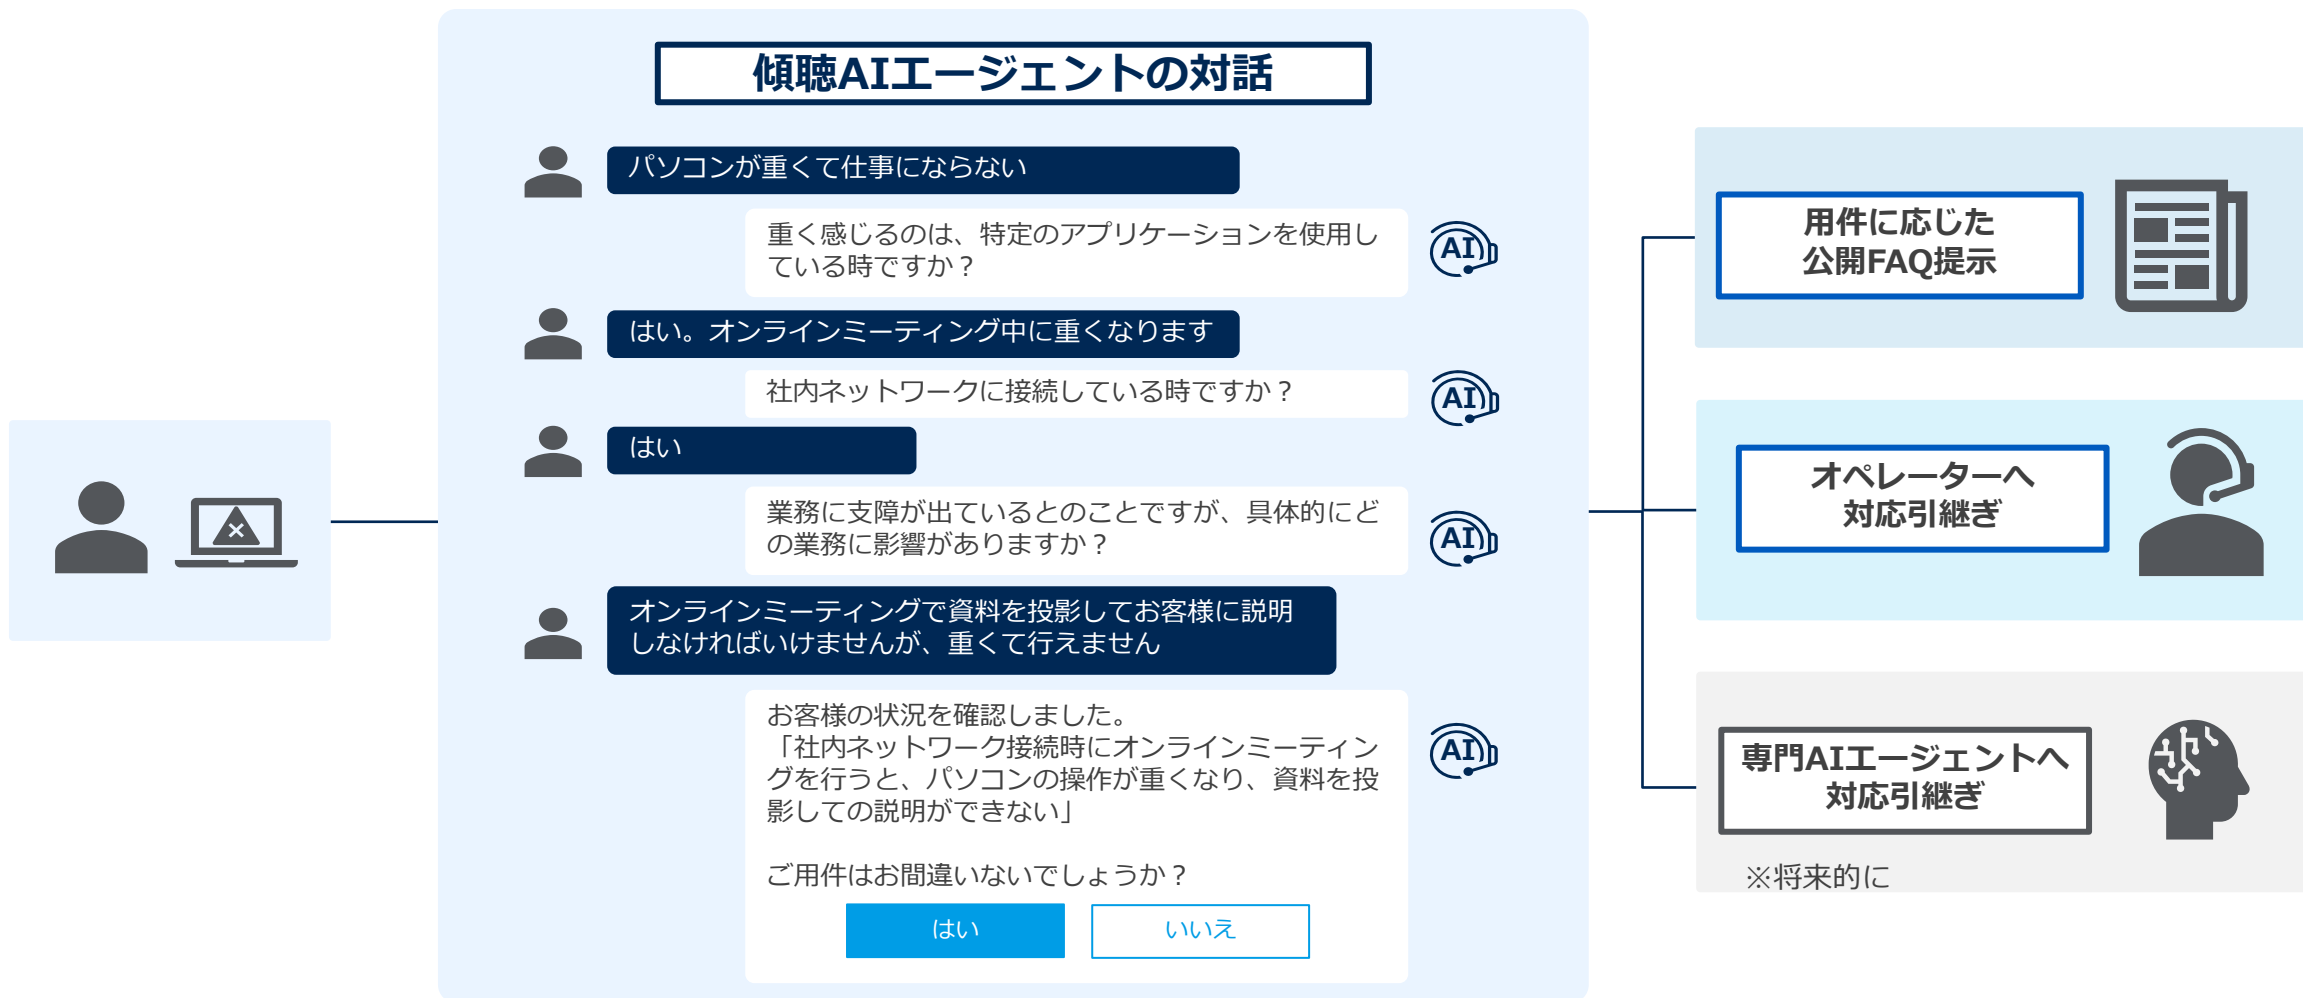 傾聴AIエージェントの対話
パソコンが重くて仕事にならない
重く感じるのは、特定のアプリケーションを使用し
ている時ですか？
AI
はい。オンラインミーティング中に重くなります
社内ネットワークに接続している時ですか？
AI
はい
業務に支障が出ているとのことですが、具体的にど
の業務に影響がありますか？
AI
オンラインミーティングで資料を投影してお客様に説明
しなければいけませんが、重くて行えません
お客様の状況を確認しました。
「社内ネットワーク接続時にオンラインミーティン
グを行うと、パソコンの操作が重くなり、資料を投
影しての説明ができない」
ご用件はお間違いないでしょうか？
AI
はい
いいえ
用件に応じた
公開FAQ提示
オペレーターへ
対応引継ぎ
専門AIエージェントへ
対応引継ぎ
※将来的に